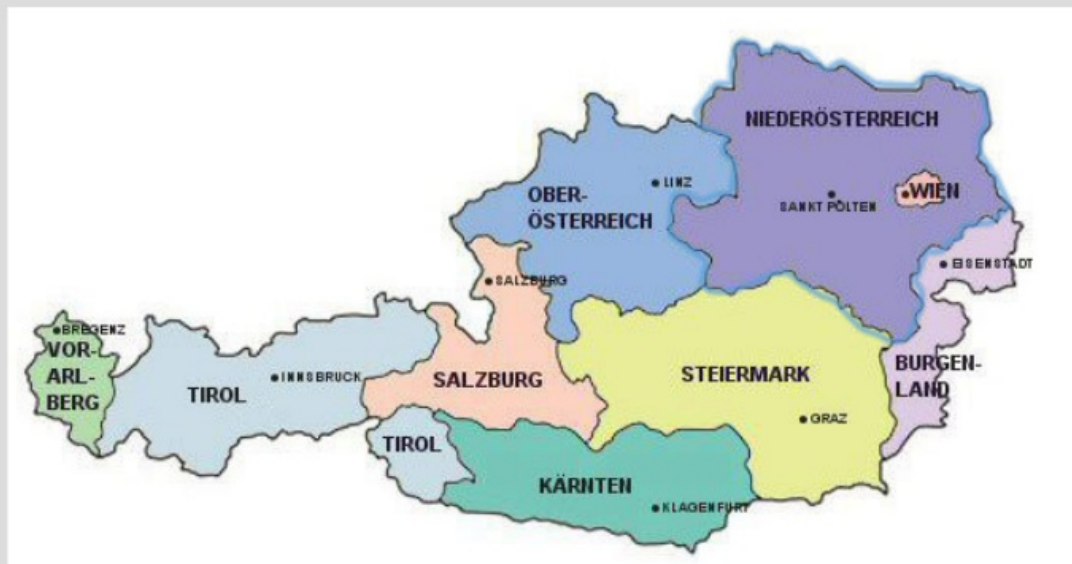 NIEDERÖSTERREICH
LINZ
OBER-
ÖSTERREICH
WIEN
SANKT PÖLTEN
SALZBURG
EISENSTADT
BREGENZ
VOR-
ARL-
BERG
TIROL
INNSBRUCK
SALZBURG
STEIERMARK
BURGEN-
LAND
GRAZ
TIROL
KÄRNTEN
KLAGENFURT